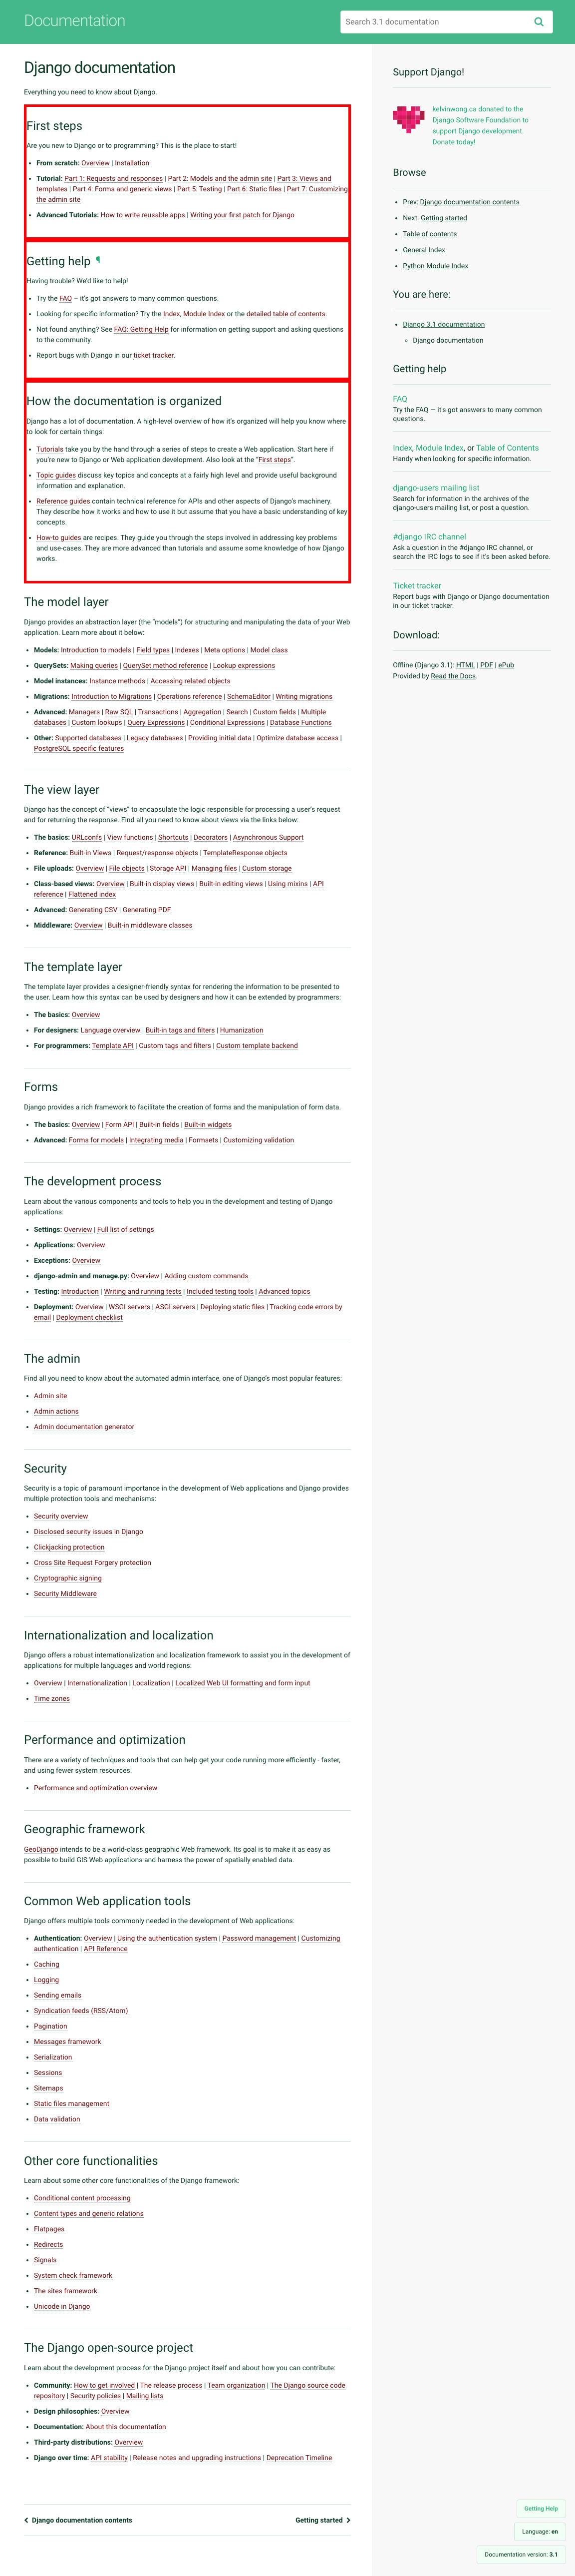 Documentation
Search 3.1 documentation
Django documentation
Everything you need to know about Django.
First steps
Are you new to Django or to programming? This is the place to start!
From scratch: Overview | Installation
Tutorial: Part 1: Requests and responses | Part 2: Models and the admin site | Part 3: Views and
templates | Part 4: Forms and generic views | Part 5: Testing | Part 6: Static files | Part 7: Customizing
the admin site
Advanced Tutorials: How to write reusable apps | Writing your first patch for Django
Getting help ¶
Having trouble? We'd like to help!
Try the FAQ – it's got answers to many common questions.
Looking for specific information? Try the Index, Module Index or the detailed table of contents.
Not found anything? See FAQ: Getting Help for information on getting support and asking questions
to the community.
Report bugs with Django in our ticket tracker.
How the documentation is organized
Django has a lot of documentation. A high-level overview of how it's organized will help you know where
to look for certain things:
Tutorials take you by the hand through a series of steps to create a Web application. Start here if
you're new to Django or Web application development. Also look at the "First steps".
Topic guides discuss key topics and concepts at a fairly high level and provide useful background
information and explanation.
Reference guides contain technical reference for APIs and other aspects of Django's machinery.
They describe how it works and how to use it but assume that you have a basic understanding of key
concepts.
How-to guides are recipes. They guide you through the steps involved in addressing key problems
and use-cases. They are more advanced than tutorials and assume some knowledge of how Django
works.
The model layer
Django provides an abstraction layer (the "models") for structuring and manipulating the data of your Web
application. Learn more about it below:
Models: Introduction to models | Field types | Indexes | Meta options | Model class
QuerySets: Making queries | QuerySet method reference | Lookup expressions
Model instances: Instance methods | Accessing related objects
Migrations: Introduction to Migrations | Operations reference | SchemaEditor | Writing migrations
Advanced: Managers | Raw SQL | Transactions | Aggregation | Search | Custom fields | Multiple
databases | Custom lookups | Query Expressions | Conditional Expressions | Database Functions
Other: Supported databases | Legacy databases | Providing initial data | Optimize database access |
PostgreSQL specific features
The view layer
Django has the concept of "views" to encapsulate the logic responsible for processing a user's request
and for returning the response. Find all you need to know about views via the links below:
The basics: URLconfs | View functions | Shortcuts | Decorators | Asynchronous Support
Reference: Built-in Views | Request/response objects | TemplateResponse objects
File uploads: Overview | File objects | Storage API | Managing files | Custom storage
Class-based views: Overview | Built-in display views | Built-in editing views | Using mixins | API
reference | Flattened index
Advanced: Generating CSV | Generating PDF
Middleware: Overview | Built-in middleware classes
The template layer
The template layer provides a designer-friendly syntax for rendering the information to be presented to
the user. Learn how this syntax can be used by designers and how it can be extended by programmers:
The basics: Overview
For designers: Language overview | Built-in tags and filters | Humanization
For programmers: Template API | Custom tags and filters | Custom template backend
Forms
Django provides a rich framework to facilitate the creation of forms and the manipulation of form data.
The basics: Overview | Form API | Built-in fields | Built-in widgets
Advanced: Forms for models | Integrating media | Formsets | Customizing validation
The development process
Learn about the various components and tools to help you in the development and testing of Django
applications:
Settings: Overview | Full list of settings
Applications: Overview
Exceptions: Overview
django-admin and manage.py: Overview | Adding custom commands
Testing: Introduction | Writing and running tests | Included testing tools | Advanced topics
Deployment: Overview | WSGI servers | ASGI servers | Deploying static files | Tracking code errors by
email | Deployment checklist
The admin
Find all you need to know about the automated admin interface, one of Django's most popular features:
Admin site
Admin actions
Admin documentation generator
Security
Security is a topic of paramount importance in the development of Web applications and Django provides
multiple protection tools and mechanisms:
Security overview
Disclosed security issues in Django
Clickjacking protection
Cross Site Request Forgery protection
Cryptographic signing
Security Middleware
Internationalization and localization
Django offers a robust internationalization and localization framework to assist you in the development of
applications for multiple languages and world regions:
Overview | Internationalization | Localization | Localized Web UI formatting and form input
Time zones
Performance and optimization
There are a variety of techniques and tools that can help get your code running more efficiently - faster,
and using fewer system resources.
Performance and optimization overview
Geographic framework
GeoDjango intends to be a world-class geographic Web framework. Its goal is to make it as easy as
possible to build GIS Web applications and harness the power of spatially enabled data.
Common Web application tools
Django offers multiple tools commonly needed in the development of Web applications:
Authentication: Overview | Using the authentication system | Password management | Customizing
authentication | API Reference
Caching
Logging
Sending emails
Syndication feeds (RSS/Atom)
Pagination
Messages framework
Serialization
Sessions
Sitemaps
Static files management
Data validation
Other core functionalities
Learn about some other core functionalities of the Django framework:
Conditional content processing
Content types and generic relations
Flatpages
Redirects
Signals
System check framework
The sites framework
Unicode in Django
The Django open-source project
Learn about the development process for the Django project itself and about how you can contribute:
Community: How to get involved | The release process | Team organization | The Django source code
repository | Security policies | Mailing lists
Design philosophies: Overview
Documentation: About this documentation
Third-party distributions: Overview
Django over time: API stability | Release notes and upgrading instructions | Deprecation Timeline
Django documentation contents
Getting started
Support Django!
kelvinwong.ca donated to the
Django Software Foundation to
support Django development.
Donate today!
Browse
Prev: Django documentation contents
Next: Getting started
Table of contents
General Index
Python Module Index
You are here:
Django 3.1 documentation
Django documentation
Getting help
FAQ
Try the FAQ — it's got answers to many common
questions.
Index, Module Index, or Table of Contents
Handy when looking for specific information.
django-users mailing list
Search for information in the archives of the
django-users mailing list, or post a question.
#django IRC channel
Ask a question in the #django IRC channel, or
search the IRC logs to see if it's been asked before.
Ticket tracker
Report bugs with Django or Django documentation
in our ticket tracker.
Download:
Offline (Django 3.1): HTML | PDF | ePub
Provided by Read the Docs.
Getting Help
Language: en
Documentation version: 3.1